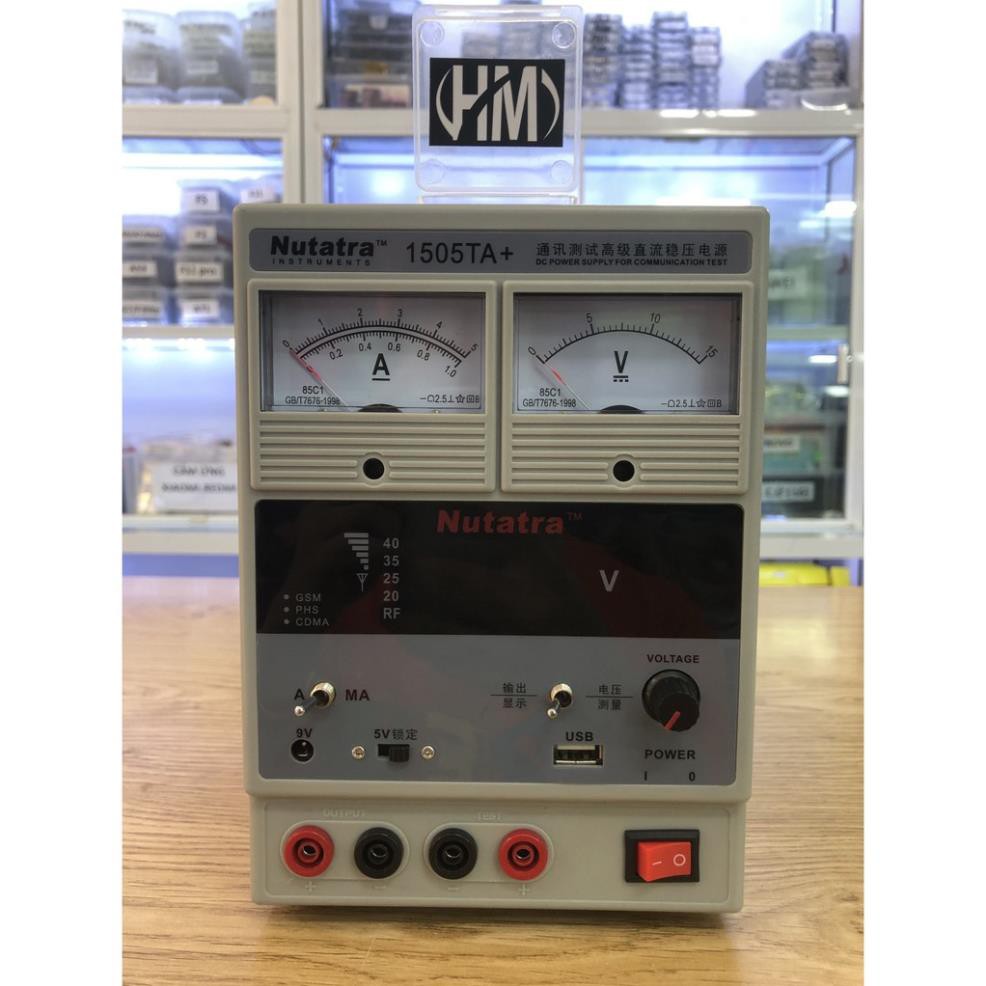 HM
Nutatra™
INSTRUMENTS
1505TA+
通讯测试高级直流稳压电源
DC POWER SUPPLY FOR COMMUNICATION TEST
0 1 2 3 4 5
0.2 0.4 0.6 0.8 1.0
A
85C1
GB/T7676-1998
2.5
B
0 5 10 15
V
85C1
GB/T7676-1998
2.5
B
Nutatra™
40
35
25
20
RF
GSM
PHS
CDMA
V
A
MA
输出
显示
电压
测量
VOLTAGE
9V
5V锁定
USB
POWER
I 0
OUTPUT
TEST
+ − − +